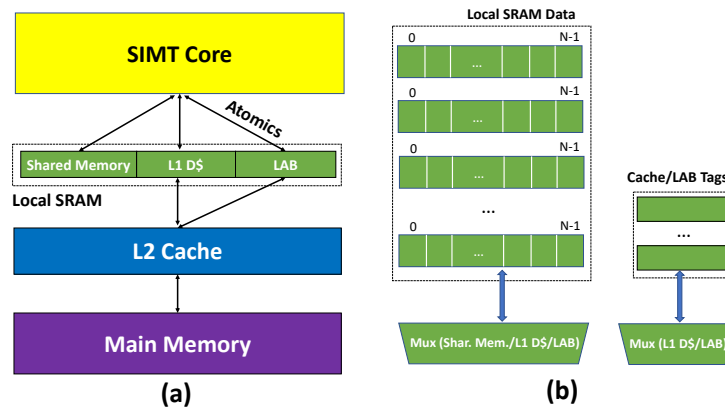 SIMT Core
Atomics
Shared Memory L1 D$ LAB
Local SRAM
L2 Cache
Main Memory
(a)
Local SRAM Data
0 N-1
...
0 N-1
...
0 N-1
...
...
0 N-1
...
Mux (Shar. Mem./L1 D$/LAB)
Cache/LAB Tags
...
Mux (L1 D$/LAB)
(b)